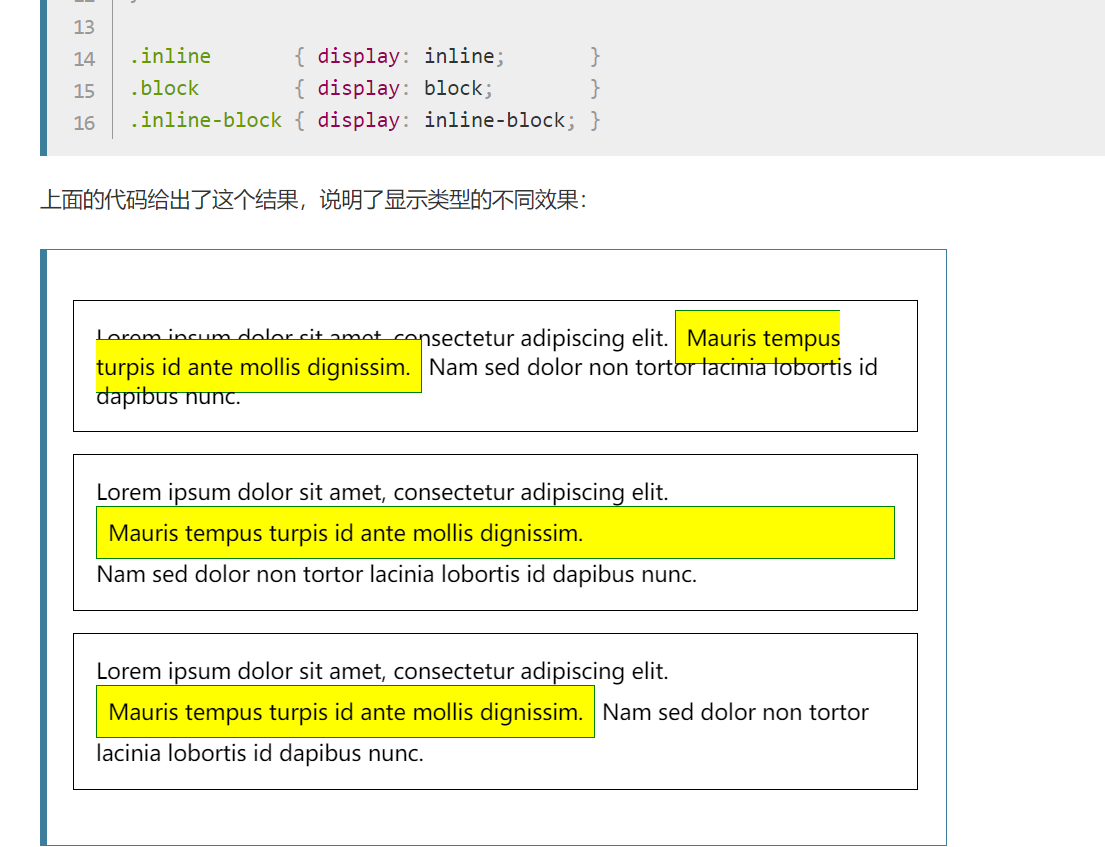 13
14 .inline       { display: inline;       }
15 .block        { display: block;        }
16 .inline-block { display: inline-block; }
上面的代码给出了这个结果，说明了显示类型的不同效果：
Lorem ipsum dolor sit amet, consectetur adipiscing elit. Mauris tempus
turpis id ante mollis dignissim. Nam sed dolor non tortor lacinia lobortis id
dapibus nunc.
Lorem ipsum dolor sit amet, consectetur adipiscing elit.
Mauris tempus turpis id ante mollis dignissim.
Nam sed dolor non tortor lacinia lobortis id dapibus nunc.
Lorem ipsum dolor sit amet, consectetur adipiscing elit.
Mauris tempus turpis id ante mollis dignissim. Nam sed dolor non tortor
lacinia lobortis id dapibus nunc.